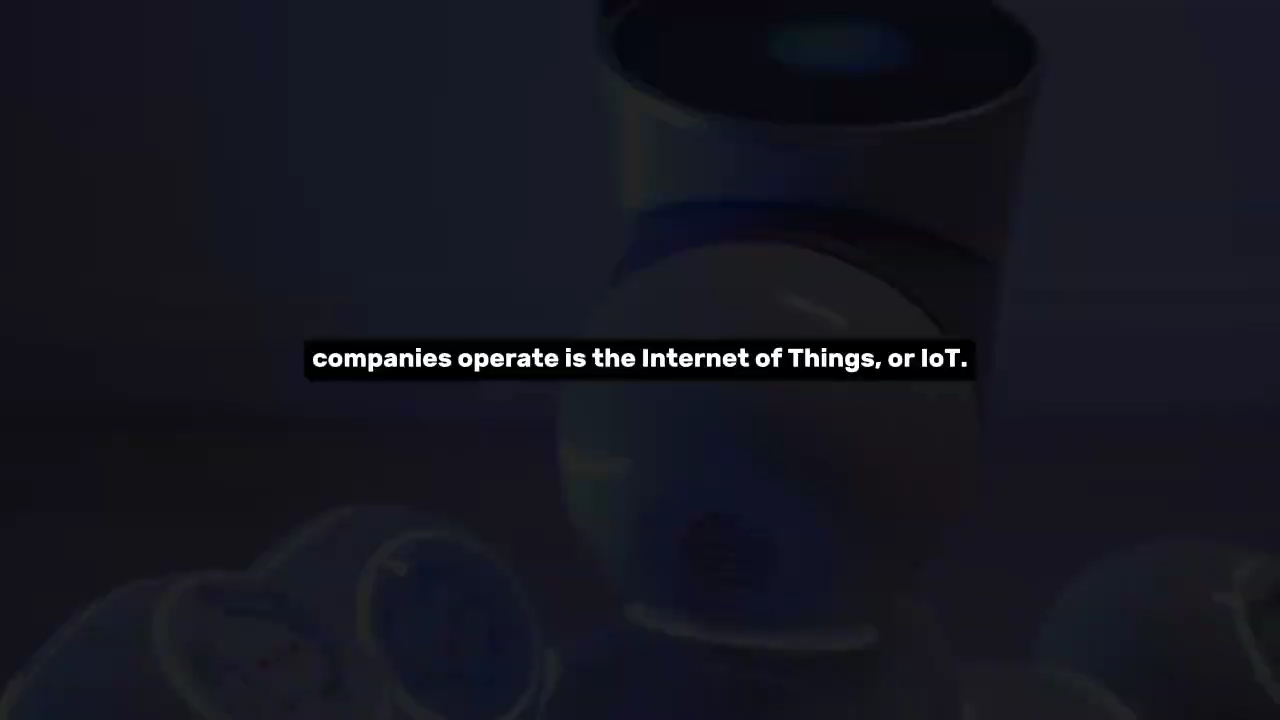 companies operate is the Internet of Things, or IoT.